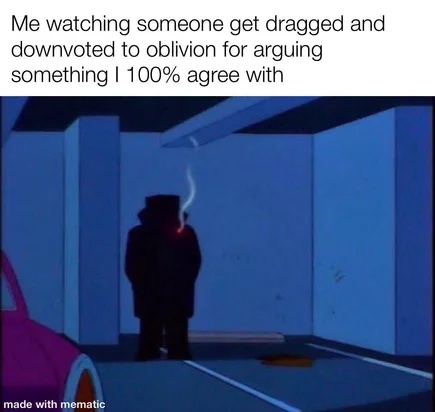 Me watching someone get dragged and
downvoted to oblivion for arguing
something I 100% agree with
made with mematic